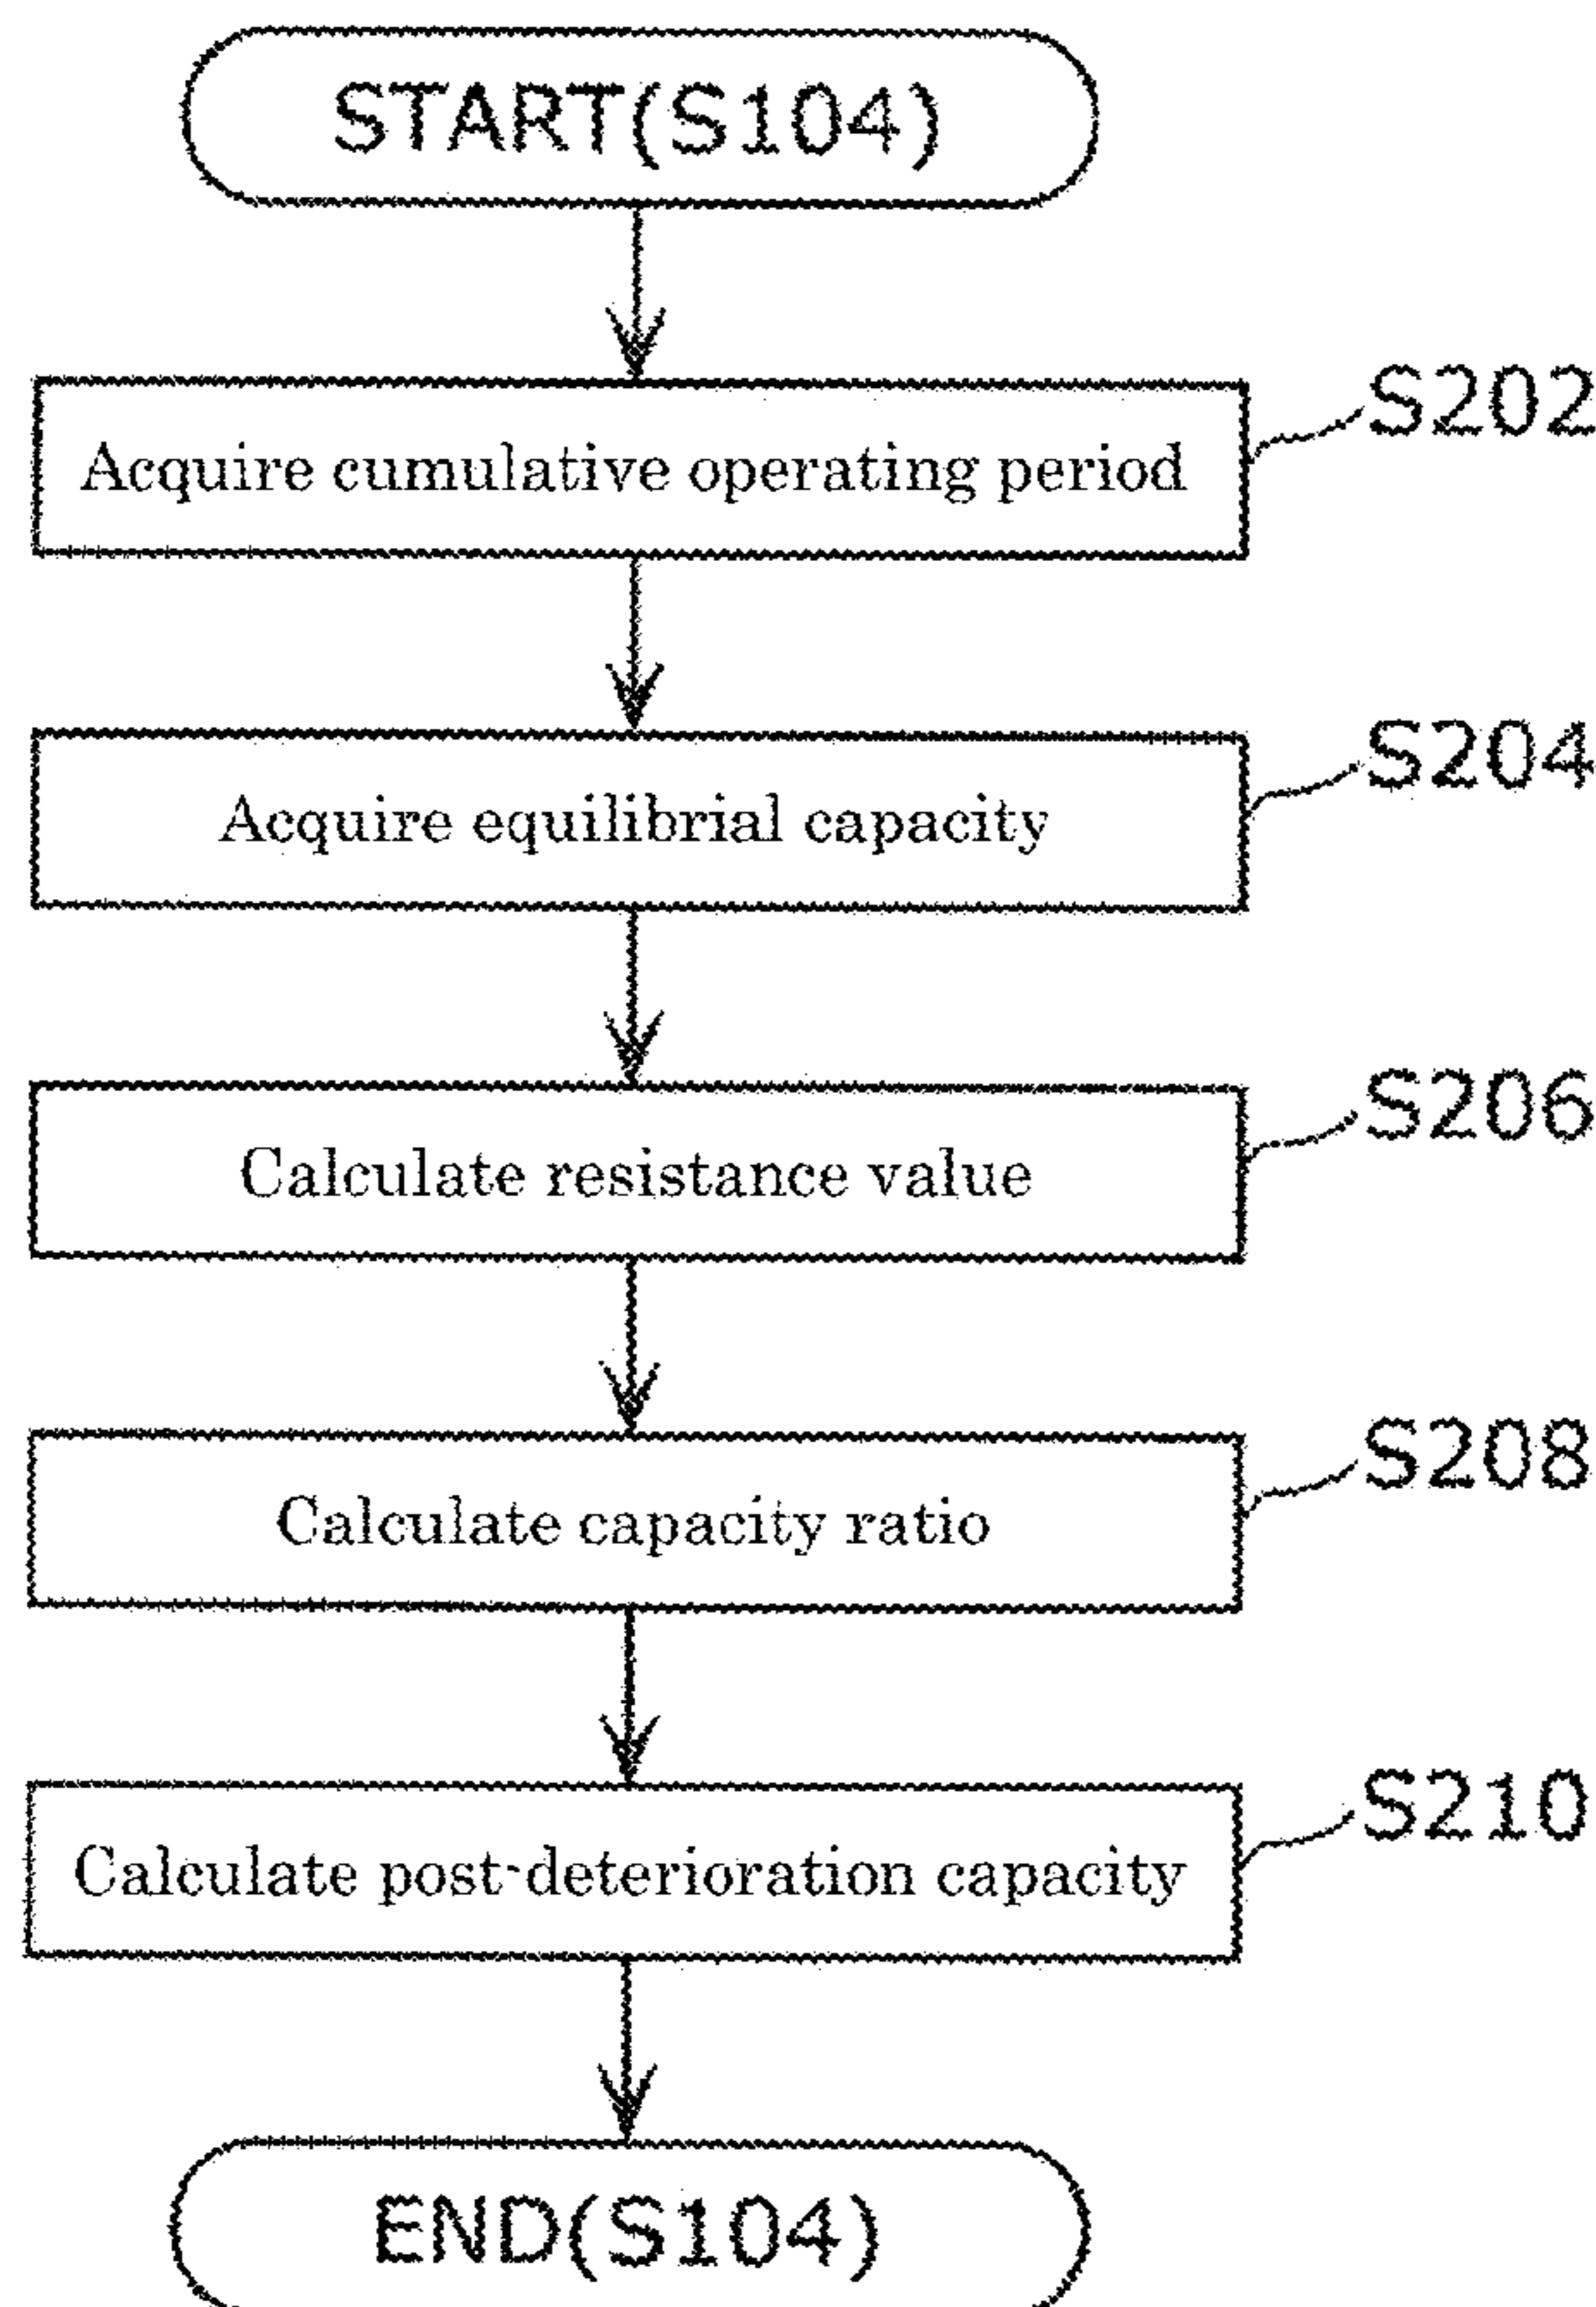 START(S104)
S202
Acquire cumulative operating period
S204
Acquire equilibrial capacity
S206
Calculate resistance value
S208
Calculate capacity ratio
S210
Calculate post-deterioration capacity
END(S104)